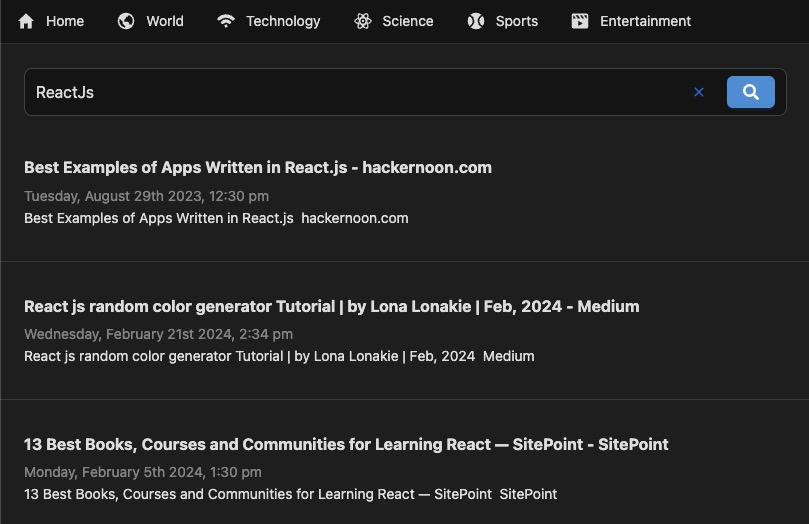 Home World Technology Science Sports Entertainment
ReactJs
Best Examples of Apps Written in React.js - hackernoon.com
Tuesday, August 29th 2023, 12:30 pm
Best Examples of Apps Written in React.js  hackernoon.com
React js random color generator Tutorial | by Lona Lonakie | Feb, 2024 - Medium
Wednesday, February 21st 2024, 2:34 pm
React js random color generator Tutorial | by Lona Lonakie | Feb, 2024  Medium
13 Best Books, Courses and Communities for Learning React — SitePoint - SitePoint
Monday, February 5th 2024, 1:30 pm
13 Best Books, Courses and Communities for Learning React — SitePoint  SitePoint